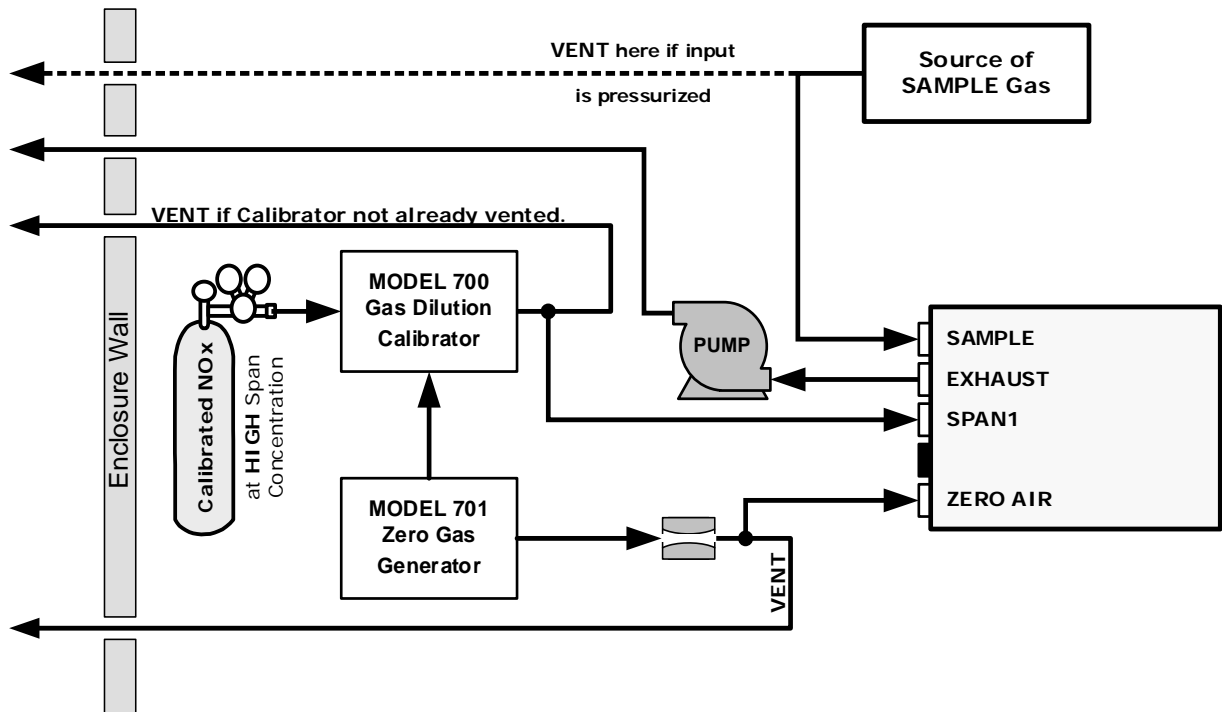 VENT here if input
is pressurized
Source of
SAMPLE Gas
VENT if Calibrator not already vented.
Enclosure Wall
Calibrated NOx
at HIGH Span
Concentration
MODEL 700
Gas Dilution
Calibrator
PUMP
SAMPLE
EXHAUST
SPAN1
ZERO AIR
MODEL 701
Zero Gas
Generator
VENT